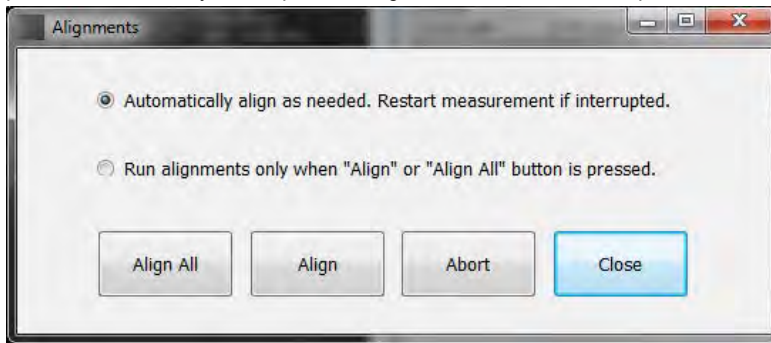 Alignments
Automatically align as needed. Restart measurement if interrupted.
Run alignments only when "Align" or "Align All" button is pressed.
Align All Align Abort Close